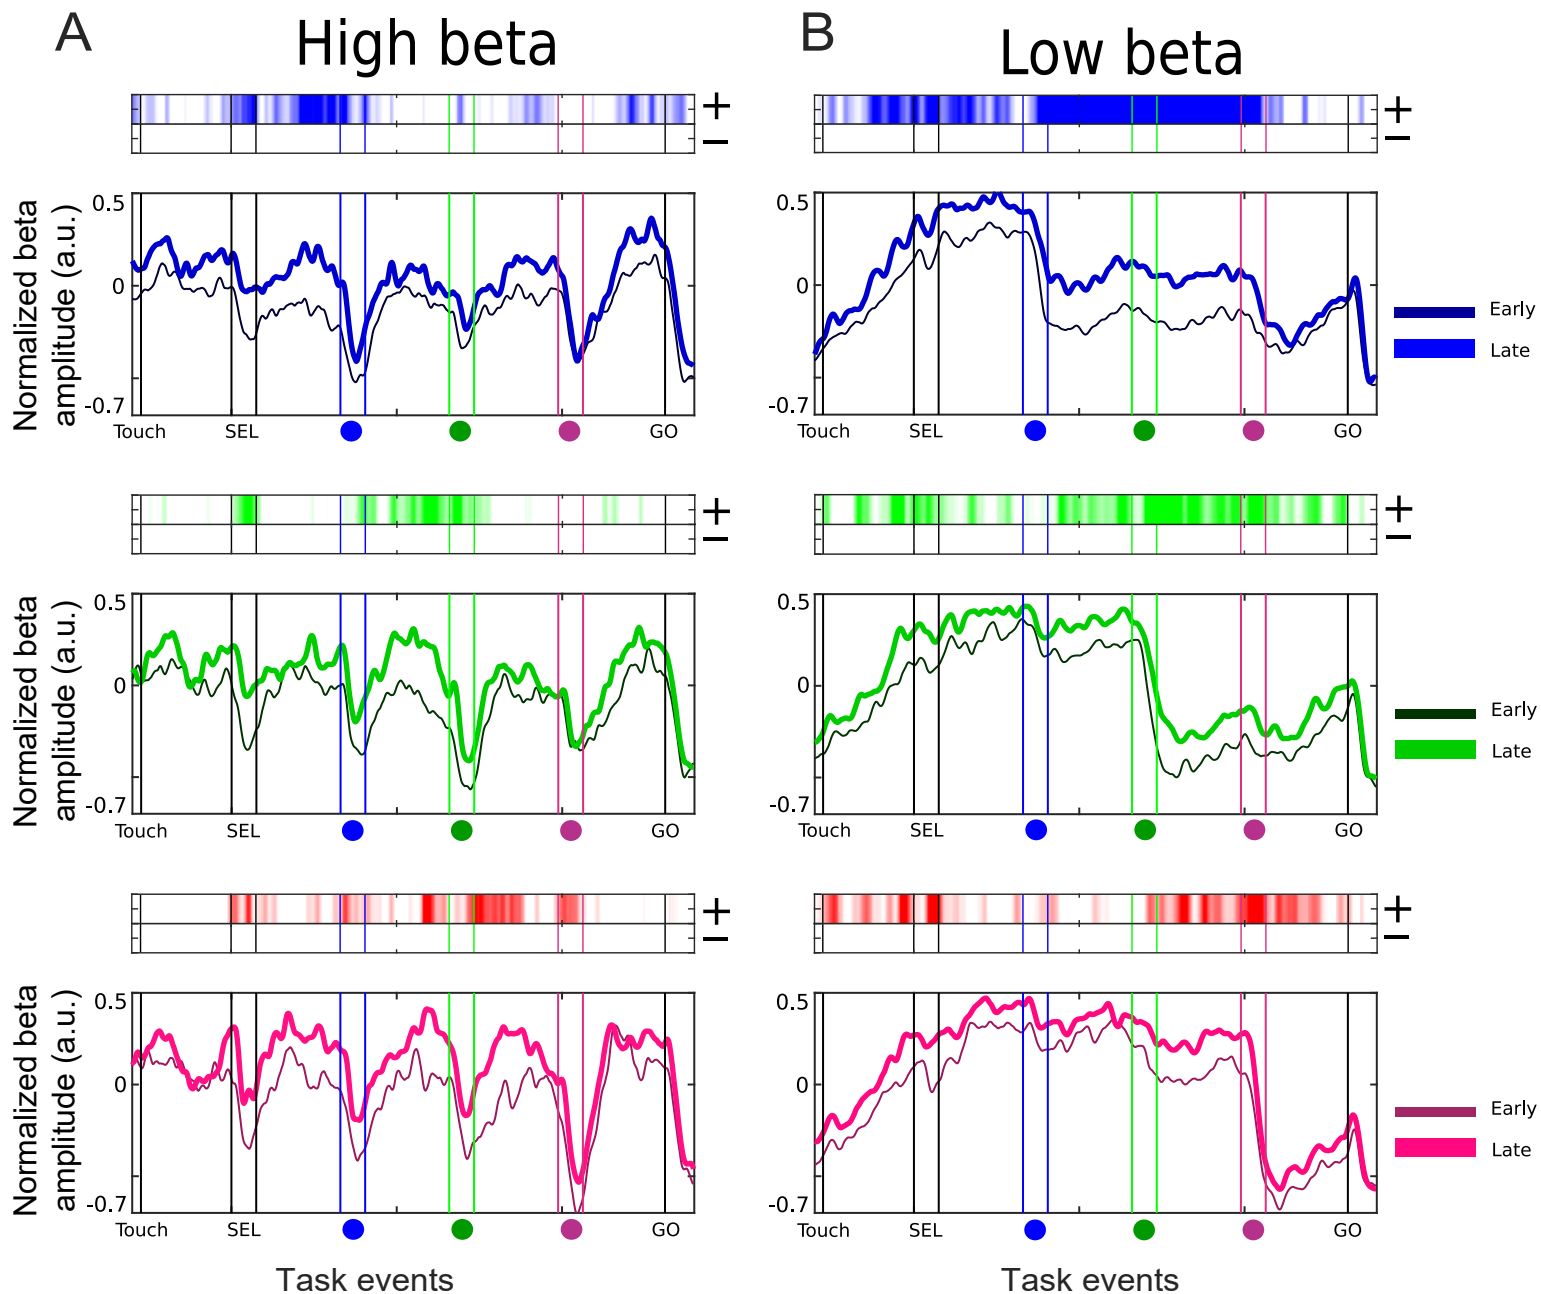 A
High beta
B
Low beta
+
−
+
−
Normalized beta
amplitude (a.u.)
0.5
0
-0.7
Touch
SEL
GO
0.5
0
-0.7
Touch
SEL
GO
Early
Late
+
−
+
−
Normalized beta
amplitude (a.u.)
0.5
0
-0.7
Touch
SEL
GO
0.5
0
-0.7
Touch
SEL
GO
Early
Late
+
−
+
−
Normalized beta
amplitude (a.u.)
0.5
0
-0.7
Touch
SEL
GO
0.5
0
-0.7
Touch
SEL
GO
Early
Late
Task events
Task events